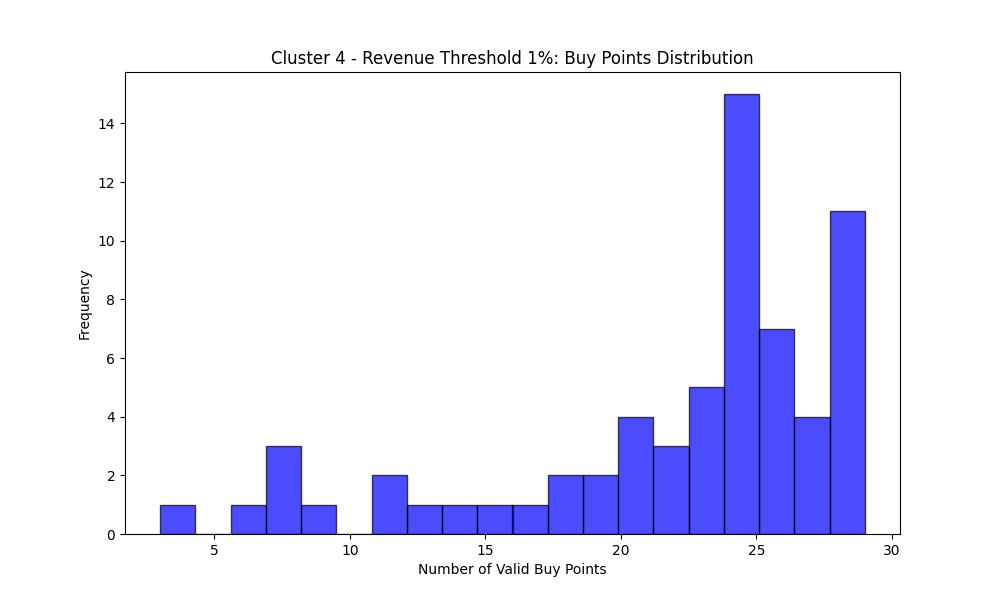 Cluster 4 - Revenue Threshold 1%: Buy Points Distribution
Frequency
14
12
10
8
6
4
2
0
5 10 15 20 25 30
Number of Valid Buy Points